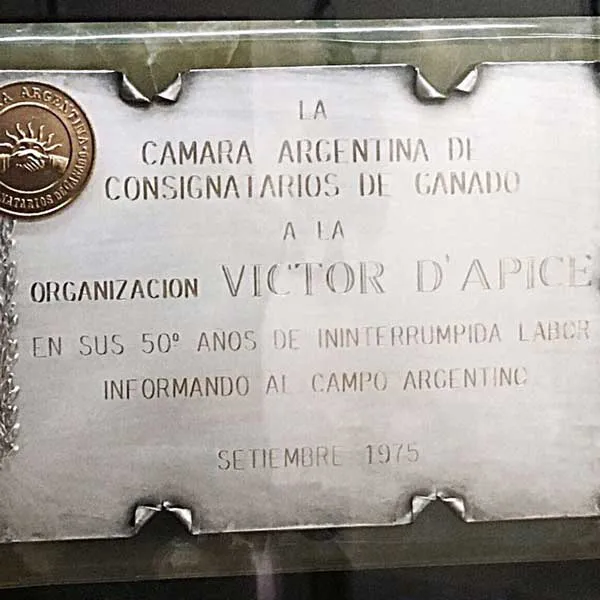 LA
CAMARA ARGENTINA DE
CONSIGNATARIOS DE GANADO
A LA
ORGANIZACION VICTOR D'APICE
EN SUS 50º AÑOS DE ININTERRUMPIDA LABOR
INFORMANDO AL CAMPO ARGENTINO
SETIEMBRE 1975
ARGENTINA